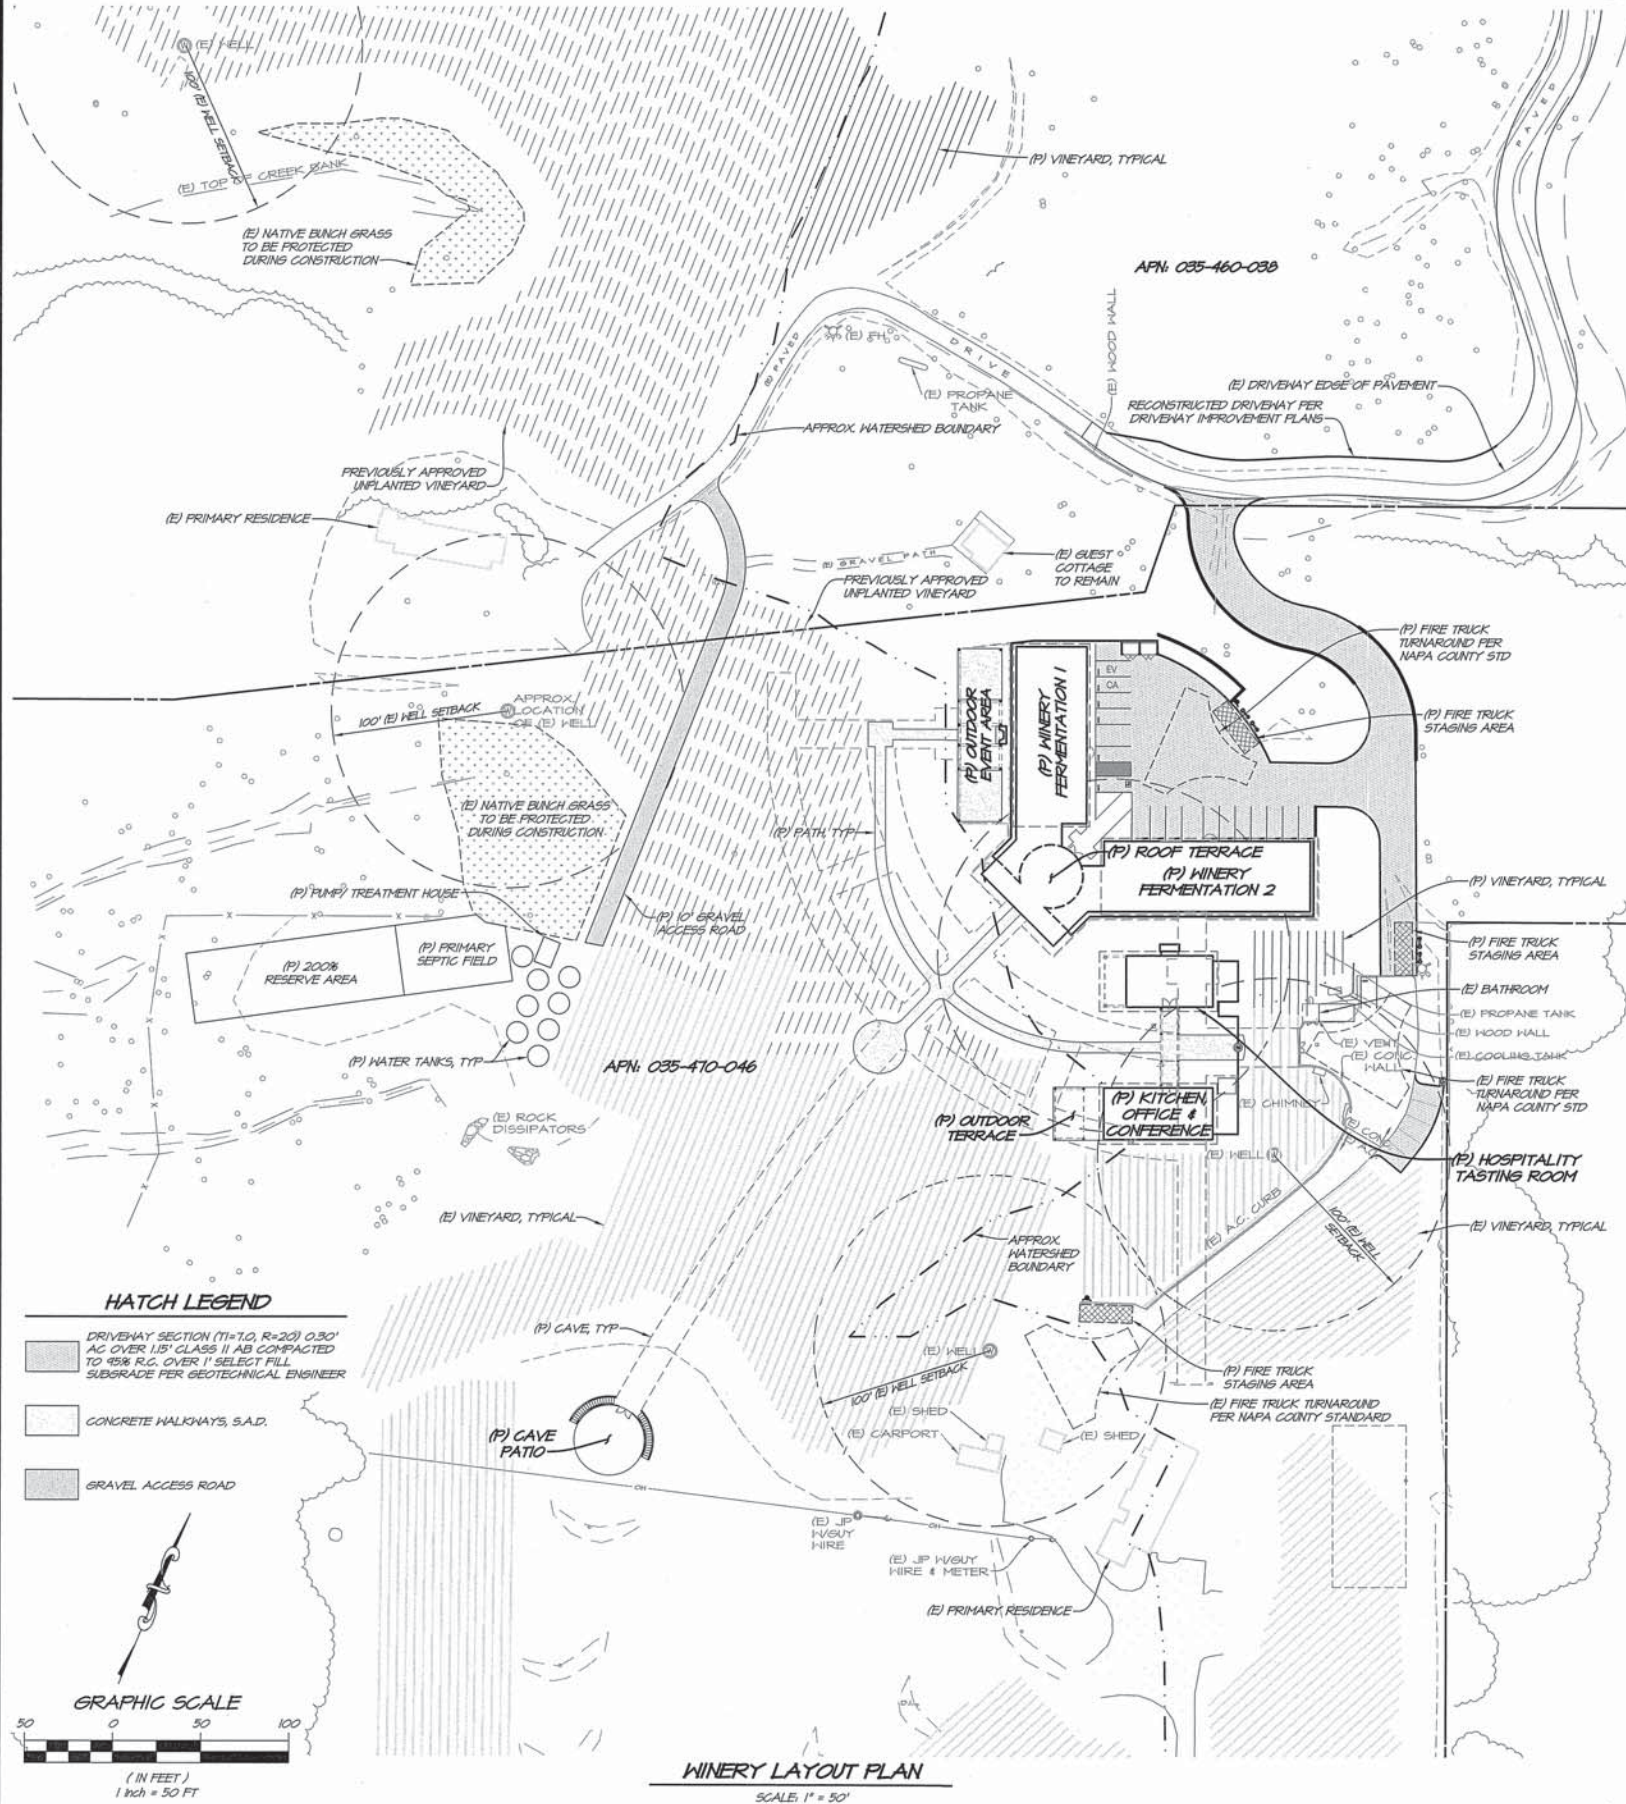 (E) WELL
100' (E) WELL SETBACK
(E) TOP OF CREEK BANK
(E) NATIVE BUNCH GRASS
TO BE PROTECTED
DURING CONSTRUCTION
(P) VINEYARD, TYPICAL
PAVED
APN: 035-460-038
(E) PAVED
DRIVE
(E) FH
(E) PROPANE
TANK
(E) WOOD WALL
(E) DRIVEWAY EDGE OF PAVEMENT
RECONSTRUCTED DRIVEWAY PER
DRIVEWAY IMPROVEMENT PLANS
APPROX. WATERSHED BOUNDARY
PREVIOUSLY APPROVED
UNPLANTED VINEYARD
(E) PRIMARY RESIDENCE
(E) GRAVEL PATH
(E) GUEST
COTTAGE
TO REMAIN
PREVIOUSLY APPROVED
UNPLANTED VINEYARD
(P) FIRE TRUCK
TURNAROUND PER
NAPA COUNTY STD
(P) FIRE TRUCK
STAGING AREA
EV
CA
(P) OUTDOOR
EVENT AREA
(P) WINERY
FERMENTATION 1
APPROX.
LOCATION
OF (E) WELL
100' (E) WELL SETBACK
(E) NATIVE BUNCH GRASS
TO BE PROTECTED
DURING CONSTRUCTION
(P) PATH, TYP
(P) ROOF TERRACE
(P) WINERY
FERMENTATION 2
(P) VINEYARD, TYPICAL
(P) PUMP/ TREATMENT HOUSE
(P) 10' GRAVEL
ACCESS ROAD
(P) PRIMARY
SEPTIC FIELD
(P) 200%
RESERVE AREA
(P) FIRE TRUCK
STAGING AREA
(E) BATHROOM
(E) PROPANE TANK
(E) WOOD WALL
(E) COOLING TANK
(E) VENT
(E) CONC
WALL
(E) FIRE TRUCK
TURNAROUND PER
NAPA COUNTY STD
(P) WATER TANKS, TYP
APN: 035-470-046
(E) ROCK
DISSIPATORS
(P) KITCHEN,
OFFICE &
CONFERENCE
(P) OUTDOOR
TERRACE
(E) CHIMNEY
(E) CONC
(E) WELL
(P) HOSPITALITY
TASTING ROOM
(E) VINEYARD, TYPICAL
(E) A.C. CURB
100' (E) WELL
SETBACK
(E) VINEYARD, TYPICAL
APPROX.
WATERSHED
BOUNDARY
HATCH LEGEND
DRIVEWAY SECTION (TI=7.0, R=20) 0.30'
AC OVER 1.15' CLASS II AB COMPACTED
TO 95% R.C. OVER 1' SELECT FILL
SUBGRADE PER GEOTECHNICAL ENGINEER
CONCRETE WALKWAYS, S.A.D.
GRAVEL ACCESS ROAD
(P) CAVE, TYP
(E) WELL
100' (E) WELL SETBACK
(P) FIRE TRUCK
STAGING AREA
(E) FIRE TRUCK TURNAROUND
PER NAPA COUNTY STANDARD
(E) SHED
(E) CARPORT
(E) SHED
(P) CAVE
PATIO
OH
OH
(E) JP
W/GUY
WIRE
(E) JP W/GUY
WIRE & METER
(E) PRIMARY RESIDENCE
GRAPHIC SCALE
50 0 50 100
( IN FEET )
1 inch = 50 FT
WINERY LAYOUT PLAN
SCALE: 1" = 50'